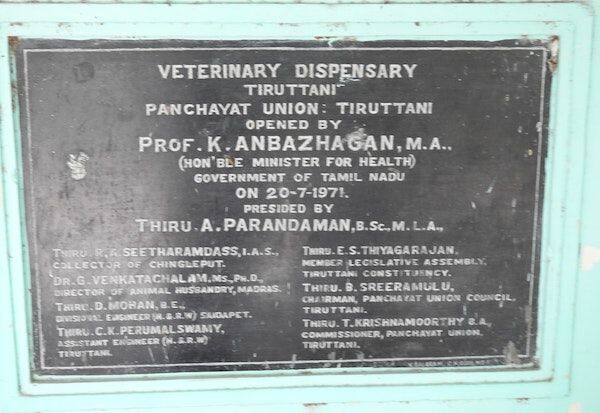 VETERINARY DISPENSARY
TIRUTTANI
PANCHAYAT UNION: TIRUTTANI
OPENED BY
PROF. K. ANBAZHAGAN, M.A.,
(HON'BLE MINISTER FOR HEALTH)
GOVERNMENT OF TAMIL NADU
ON 20-7-1971.
PRESIDED BY
THIRU. A. PARANDAMAN, B.Sc., M.L.A.,
THIRU. R.A. SEETHARAMDASS, I.A.S.,
COLLECTOR OF CHINGLEPUT.
DR. G. VENKATACHALAM, Ms., Ph.D.,
DIRECTOR OF ANIMAL HUSBANDRY, MADRAS.
THIRU. D. MOHAN, B.E.,
DIVISIONAL ENGINEER (H.&R.W) SAIDAPET.
THIRU. C.K. PERUMALSWAMY,
ASSISTANT ENGINEER (H.&R.W)
TIRUTTANI.
THIRU. E.S. THIYAGARAJAN,
MEMBER LEGISLATIVE ASSEMBLY,
TIRUTTANI CONSTITUENCY.
THIRU. B. SREERAMULU,
CHAIRMAN, PANCHAYAT UNION COUNCIL,
TIRUTTANI.
THIRU. T. KRISHNAMOORTHY B.A.,
COMMISSIONER, PANCHAYAT UNION.
TIRUTTANI.